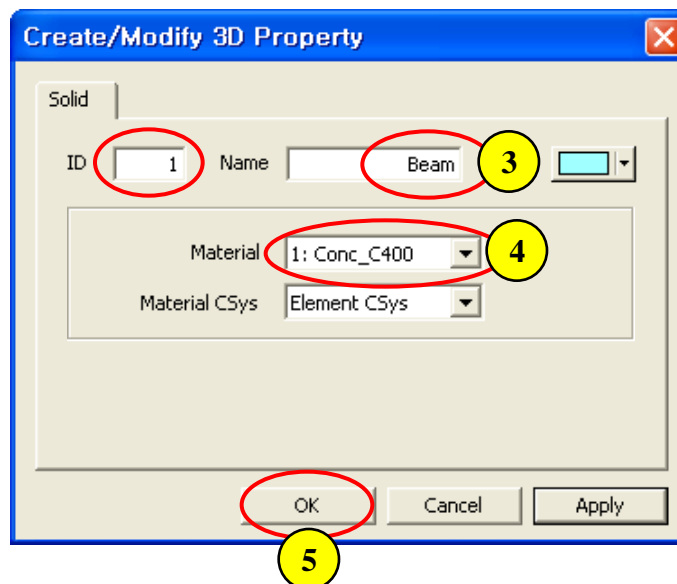 Create/Modify 3D Property
Solid
ID 1 Name Beam 3
Material 1: Conc_C400 4
Material CSys Element CSys
OK Cancel Apply
5